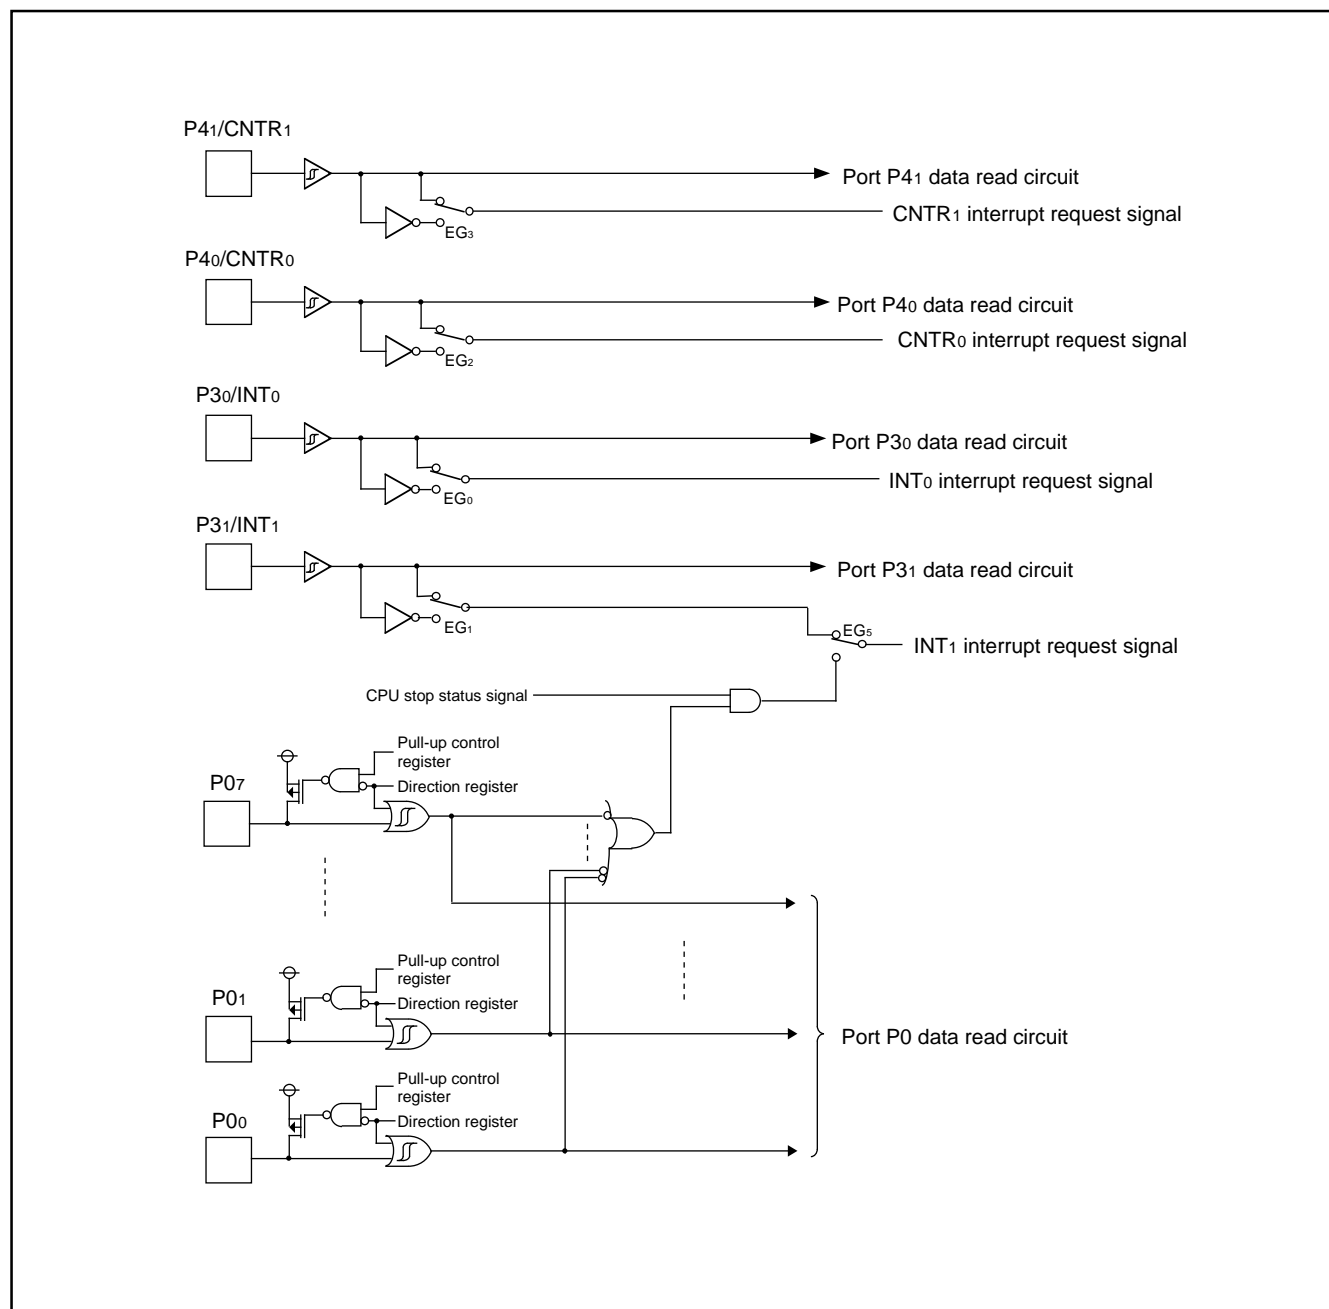 P41/CNTR1
Port P41 data read circuit
CNTR1 interrupt request signal
EG3
P40/CNTR0
Port P40 data read circuit
CNTR0 interrupt request signal
EG2
P30/INT0
Port P30 data read circuit
INT0 interrupt request signal
EG0
P31/INT1
Port P31 data read circuit
EG1
EG5
INT1 interrupt request signal
CPU stop status signal
Pull-up control
register
Direction register
P07
Pull-up control
register
Direction register
P01
Port P0 data read circuit
Pull-up control
register
Direction register
P00